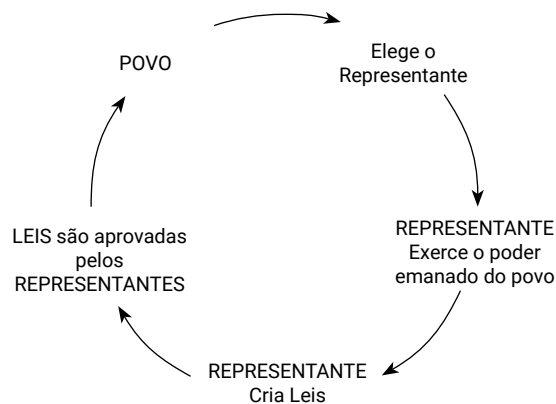 POVO
Elege o
Representante
REPRESENTANTE
Exerce o poder
emanado do povo
REPRESENTANTE
Cria Leis
LEIS são aprovadas
pelos
REPRESENTANTES